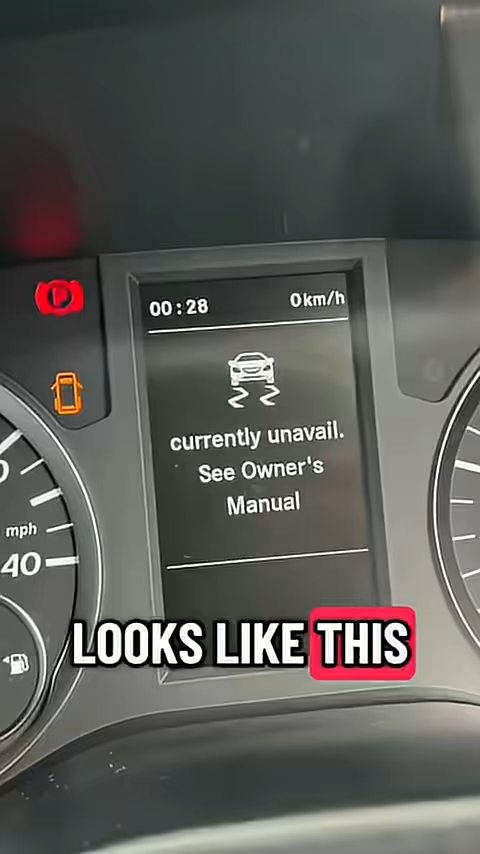 00:28 0km/h
currently unavail.
See Owner's
Manual
mph
40
LOOKS LIKE THIS